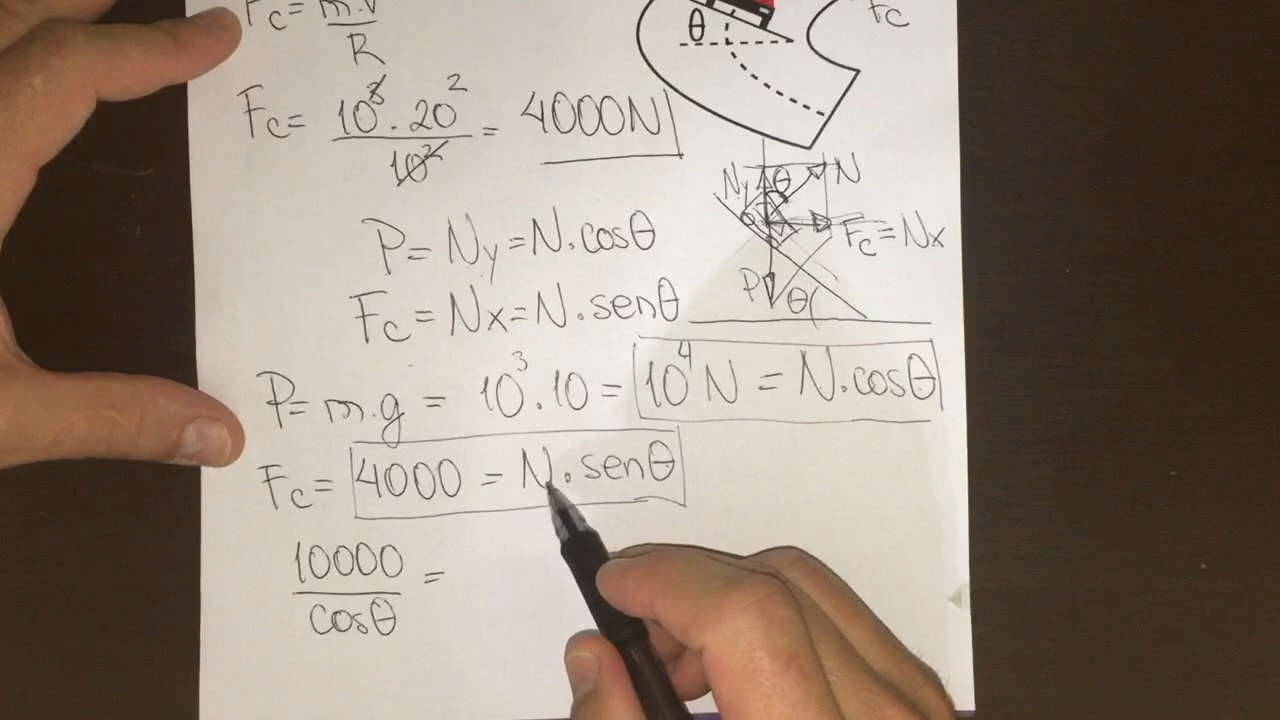 Fc = m.v / R
θ
Fc
Fc = 10³.20² / 10² = 4000N
Ny θ N
P = Ny = N.cosθ
Fc = Nx
Fc = Nx = N.senθ
P θ
P = m.g = 10³.10 = 10⁴N = N.cosθ
Fc = 4000 = N.senθ
10000 / cosθ =